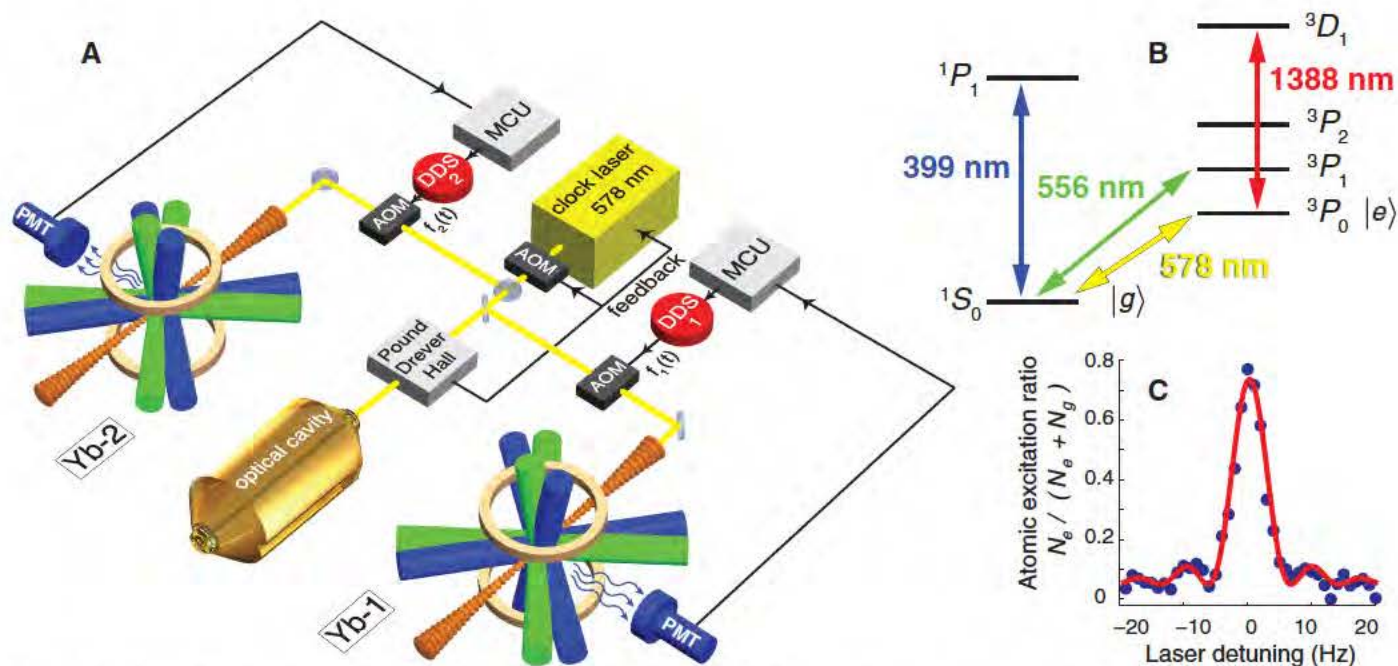 A
MCU
DDS
2
AOM
f₂(t)
clock laser
578 nm
AOM
feedback
MCU
DDS
1
AOM
f₁(t)
PMT
Pound
Drever
Hall
optical cavity
Yb-2
Yb-1
PMT
B
³D₁
¹P₁
1388 nm
³P₂
399 nm
³P₁
556 nm
³P₀ |e⟩
578 nm
¹S₀
|g⟩
C
Atomic excitation ratio
Nₑ / (Nₑ + N_g)
0.8
0.6
0.4
0.2
0
−20
−10
0
10
20
Laser detuning (Hz)